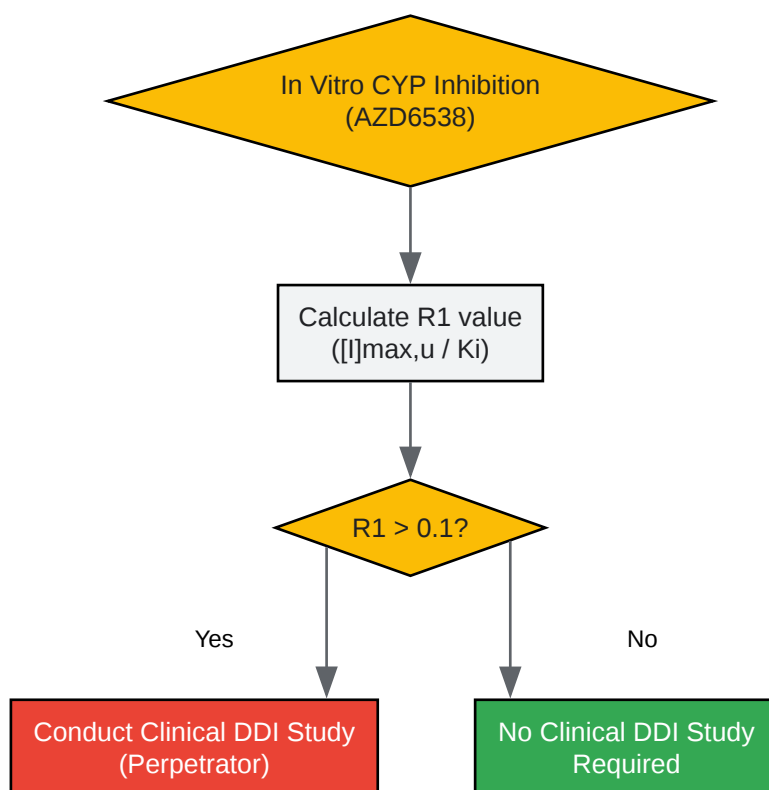 In Vitro CYP Inhibition
(AZD6538)
Calculate R1 value
([I]max,u / Ki)
R1 > 0.1?
Yes
No
Conduct Clinical DDI Study
(Perpetrator)
No Clinical DDI Study
Required